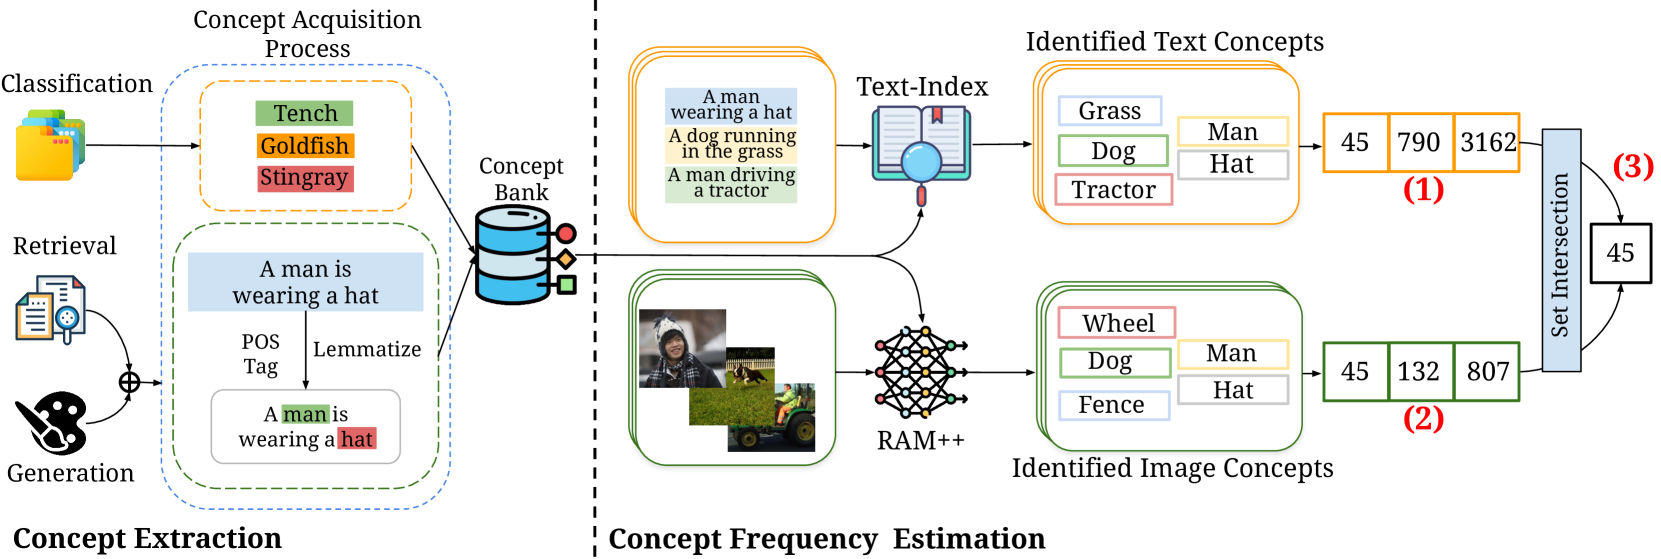 Concept Acquisition
Process
Classification
Tench
Goldfish
Stingray
Concept
Bank
Retrieval
A man is
wearing a hat
POS
Tag
Lemmatize
A man is
wearing a hat
Generation
Concept Extraction
A man
wearing a hat
A dog running
in the grass
A man driving
a tractor
Text-Index
Identified Text Concepts
Grass
Dog
Tractor
Man
Hat
45 790 3162
(1)
Set Intersection
(3)
45
RAM++
Wheel
Dog
Fence
Man
Hat
Identified Image Concepts
45 132 807
(2)
Concept Frequency Estimation